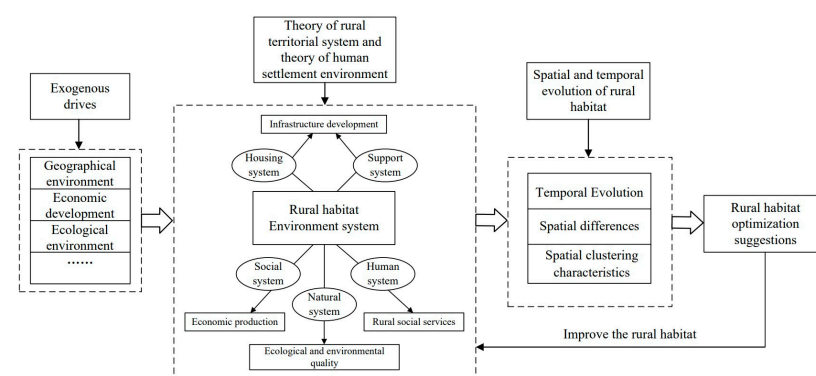 Theory of rural
territorial system and
theory of human
settlement environment
Exogenous
drives
Spatial and temporal
evolution of rural
habitat
Geographical
environment
Economic
development
Ecological
environment
......
Infrastructure development
Housing
system
Support
system
Rural habitat
Environment system
Social
system
Natural
system
Human
system
Economic production
Rural social services
Ecological and environmental
quality
Temporal Evolution
Spatial differences
Spatial clustering
characteristics
Rural habitat
optimization
suggestions
Improve the rural habitat